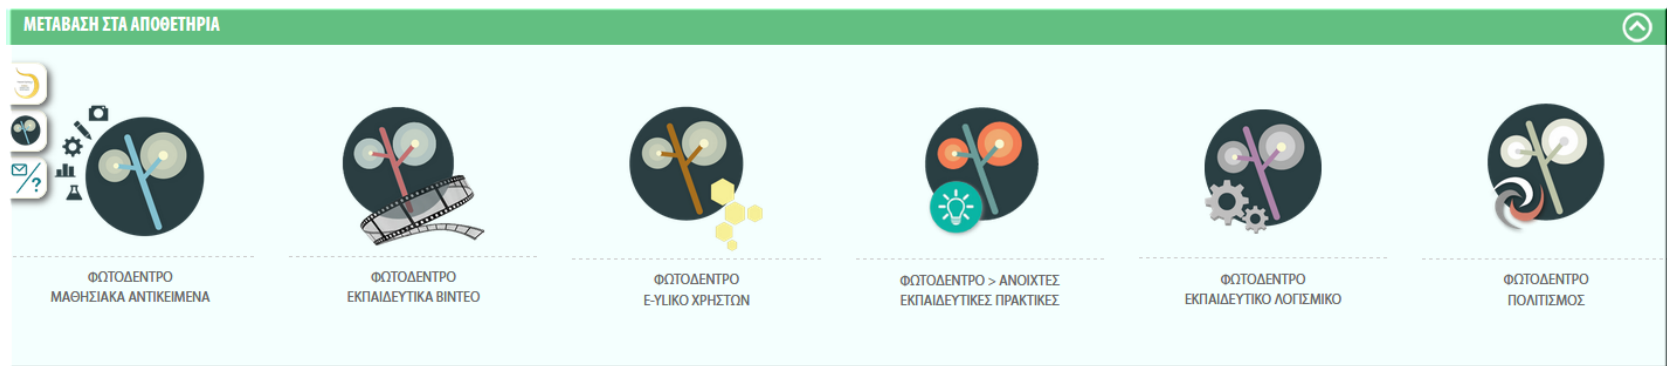 ΜΕΤΑΒΑΣΗ ΣΤΑ ΑΠΟΘΕΤΗΡΙΑ
ΦΩΤΟΔΕΝΤΡΟ
ΜΑΘΗΣΙΑΚΑ ΑΝΤΙΚΕΙΜΕΝΑ
ΦΩΤΟΔΕΝΤΡΟ
ΕΚΠΑΙΔΕΥΤΙΚΑ ΒΙΝΤΕΟ
ΦΩΤΟΔΕΝΤΡΟ
E-YLIKO ΧΡΗΣΤΩΝ
ΦΩΤΟΔΕΝΤΡΟ > ΑΝΟΙΧΤΕΣ
ΕΚΠΑΙΔΕΥΤΙΚΕΣ ΠΡΑΚΤΙΚΕΣ
ΦΩΤΟΔΕΝΤΡΟ
ΕΚΠΑΙΔΕΥΤΙΚΟ ΛΟΓΙΣΜΙΚΟ
ΦΩΤΟΔΕΝΤΡΟ
ΠΟΛΙΤΙΣΜΟΣ